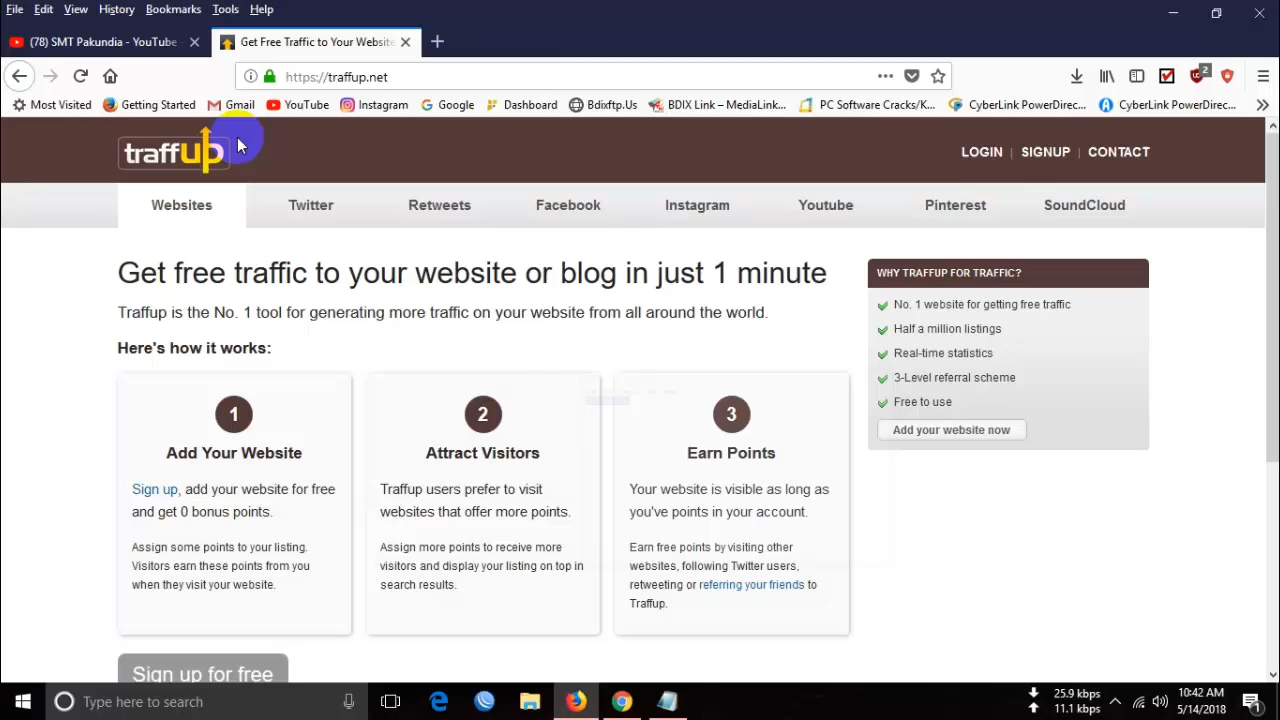 File Edit View History Bookmarks Tools Help
(78) SMT Pakundia - YouTube
Get Free Traffic to Your Website
https://traffup.net
2
Most Visited Getting Started Gmail YouTube Instagram Google Dashboard Bdixftp.Us BDIX Link – MediaLink... PC Software Cracks/K... CyberLink PowerDirec... CyberLink PowerDirec...
traffup
LOGIN | SIGNUP | CONTACT
Websites Twitter Retweets Facebook Instagram Youtube Pinterest SoundCloud
Get free traffic to your website or blog in just 1 minute
Traffup is the No. 1 tool for generating more traffic on your website from all around the world.
Here's how it works:
1
Add Your Website
Sign up, add your website for free
and get 0 bonus points.
Assign some points to your listing.
Visitors earn these points from you
when they visit your website.
2
Attract Visitors
Traffup users prefer to visit
websites that offer more points.
Assign more points to receive more
visitors and display your listing on top in
search results.
3
Earn Points
Your website is visible as long as
you've points in your account.
Earn free points by visiting other
websites, following Twitter users,
retweeting or referring your friends to
Traffup.
WHY TRAFFUP FOR TRAFFIC?
No. 1 website for getting free traffic
Half a million listings
Real-time statistics
3-Level referral scheme
Free to use
Add your website now
Sign up for free
Type here to search
25.9 kbps
11.1 kbps
10:42 AM
5/14/2018
1